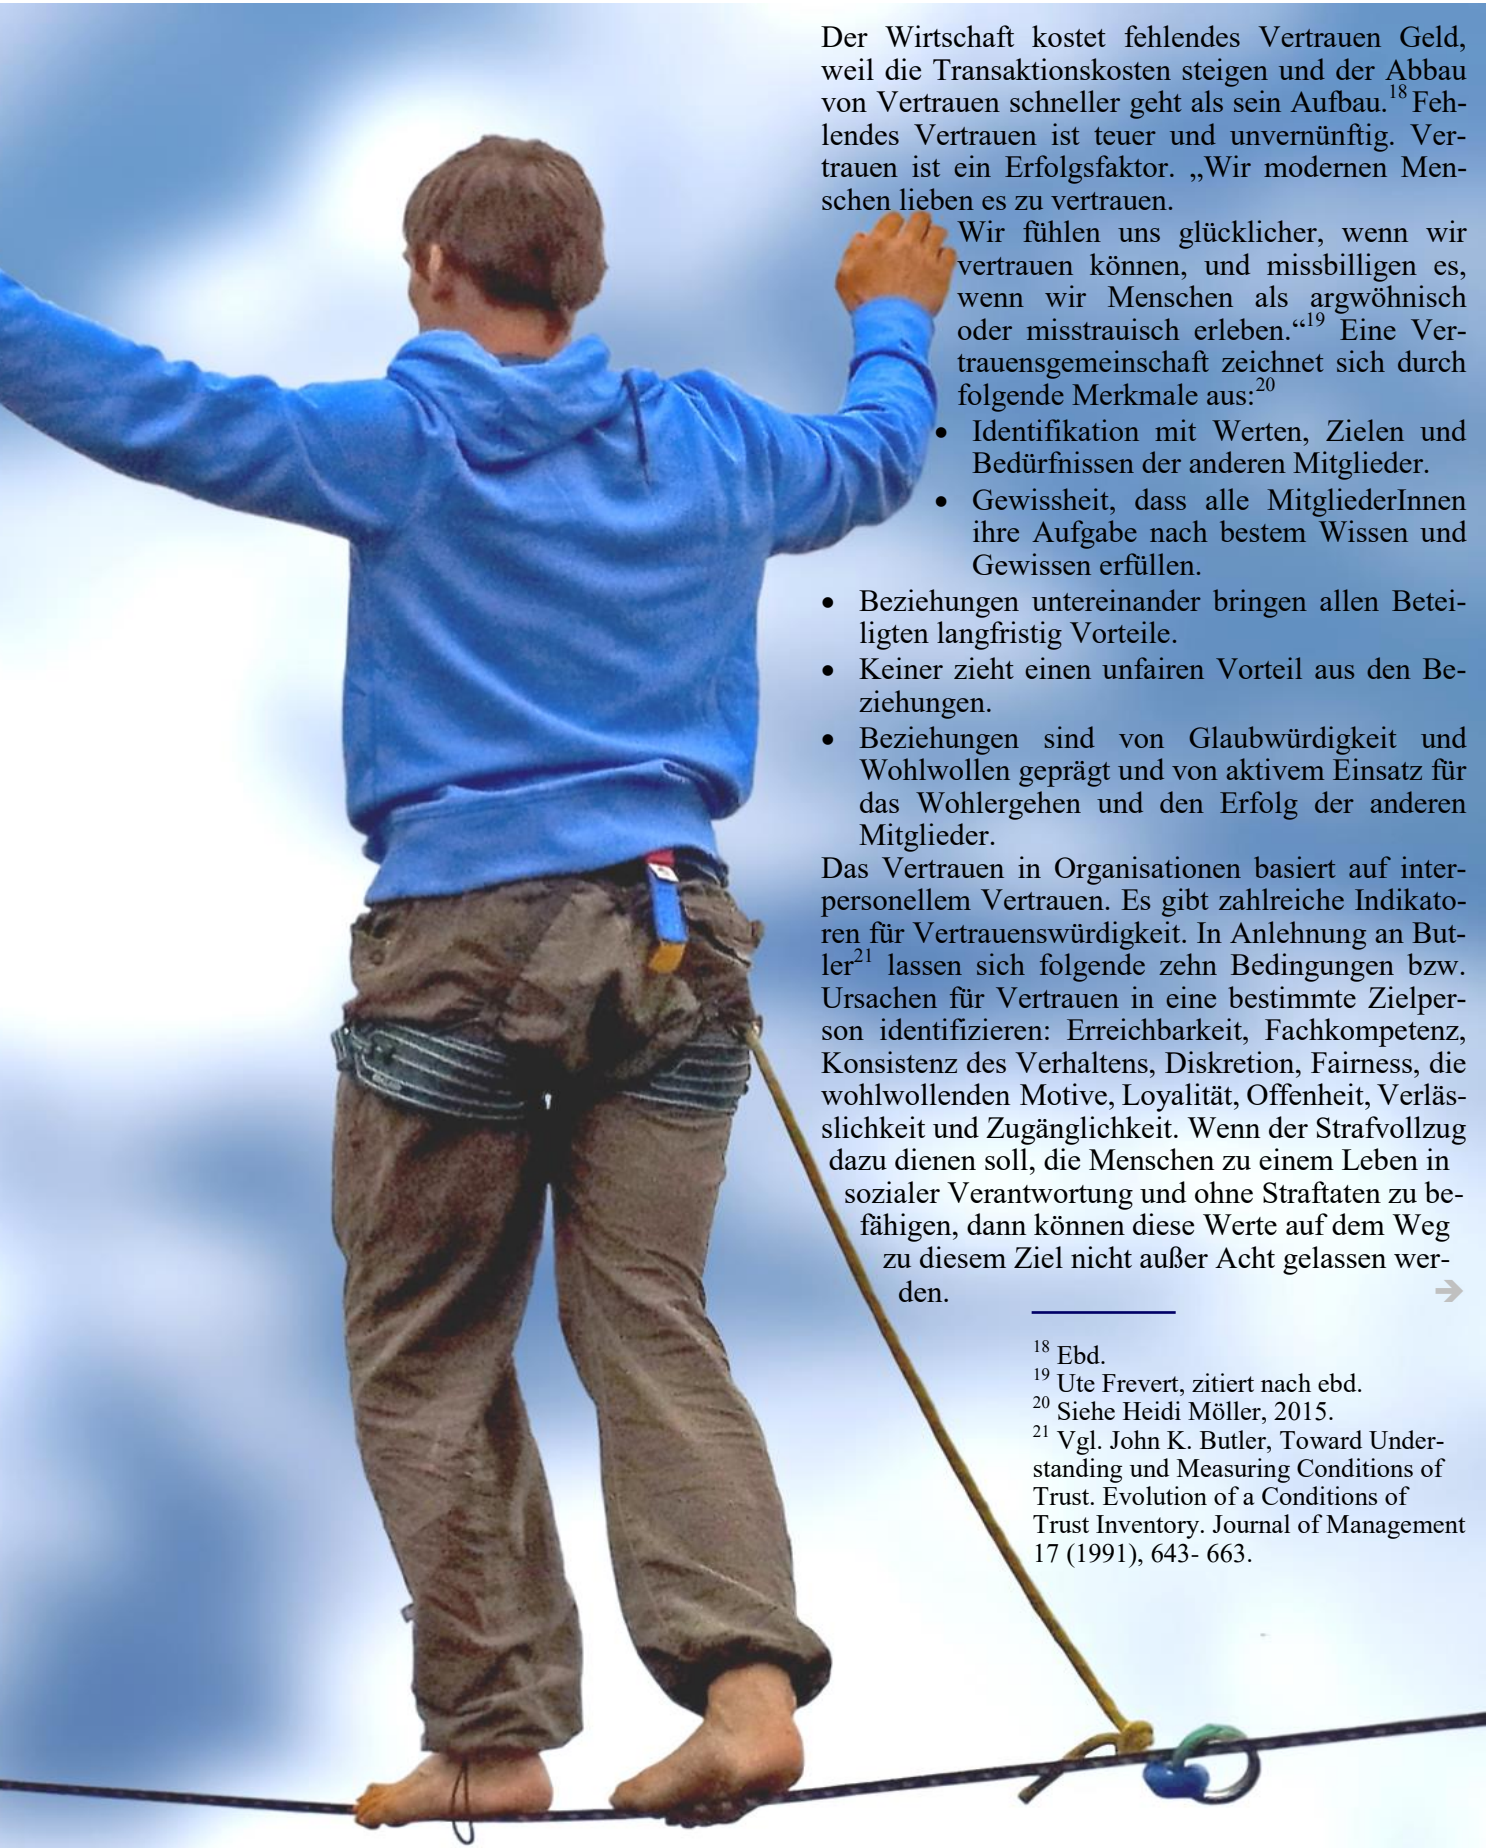 Der Wirtschaft kostet fehlendes Vertrauen Geld,
weil die Transaktionskosten steigen und der Abbau
von Vertrauen schneller geht als sein Aufbau.18 Feh-
lendes Vertrauen ist teuer und unvernünftig. Ver-
trauen ist ein Erfolgsfaktor. „Wir modernen Men-
schen lieben es zu vertrauen.
Wir fühlen uns glücklicher, wenn wir
vertrauen können, und missbilligen es,
wenn wir Menschen als argwöhnisch
oder misstrauisch erleben.“19 Eine Ver-
trauensgemeinschaft zeichnet sich durch
folgende Merkmale aus:20
• Identifikation mit Werten, Zielen und
Bedürfnissen der anderen Mitglieder.
• Gewissheit, dass alle MitgliederInnen
ihre Aufgabe nach bestem Wissen und
Gewissen erfüllen.
• Beziehungen untereinander bringen allen Betei-
ligten langfristig Vorteile.
• Keiner zieht einen unfairen Vorteil aus den Be-
ziehungen.
• Beziehungen sind von Glaubwürdigkeit und
Wohlwollen geprägt und von aktivem Einsatz für
das Wohlergehen und den Erfolg der anderen
Mitglieder.
Das Vertrauen in Organisationen basiert auf inter-
personellem Vertrauen. Es gibt zahlreiche Indikato-
ren für Vertrauenswürdigkeit. In Anlehnung an But-
ler21 lassen sich folgende zehn Bedingungen bzw.
Ursachen für Vertrauen in eine bestimmte Zielper-
son identifizieren: Erreichbarkeit, Fachkompetenz,
Konsistenz des Verhaltens, Diskretion, Fairness, die
wohlwollenden Motive, Loyalität, Offenheit, Verläs-
slichkeit und Zugänglichkeit. Wenn der Strafvollzug
dazu dienen soll, die Menschen zu einem Leben in
sozialer Verantwortung und ohne Straftaten zu be-
fähigen, dann können diese Werte auf dem Weg
zu diesem Ziel nicht außer Acht gelassen wer-
den. ➔
18 Ebd.
19 Ute Frevert, zitiert nach ebd.
20 Siehe Heidi Möller, 2015.
21 Vgl. John K. Butler, Toward Under-
standing und Measuring Conditions of
Trust. Evolution of a Conditions of
Trust Inventory. Journal of Management
17 (1991), 643- 663.